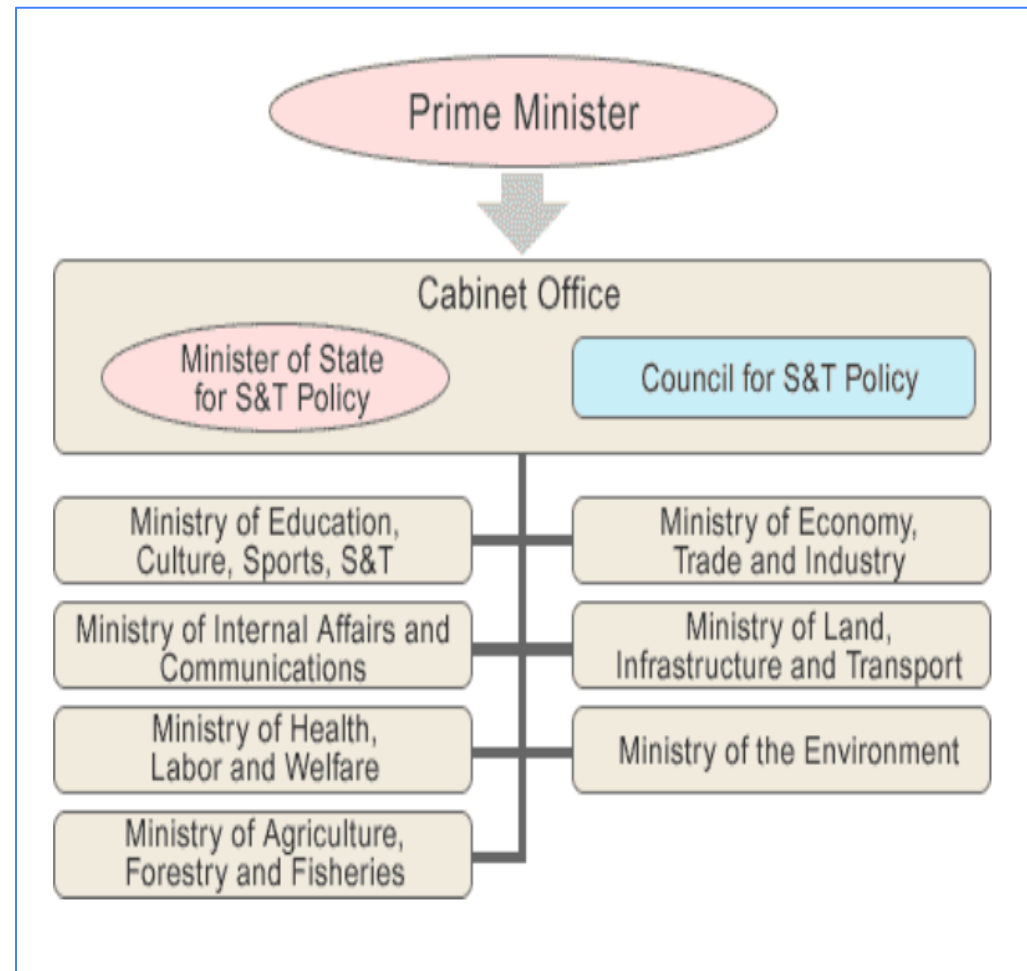 Prime Minister
Cabinet Office
Minister of State
for S&T Policy
Council for S&T Policy
Ministry of Education,
Culture, Sports, S&T
Ministry of Economy,
Trade and Industry
Ministry of Internal Affairs and
Communications
Ministry of Land,
Infrastructure and Transport
Ministry of Health,
Labor and Welfare
Ministry of the Environment
Ministry of Agriculture,
Forestry and Fisheries